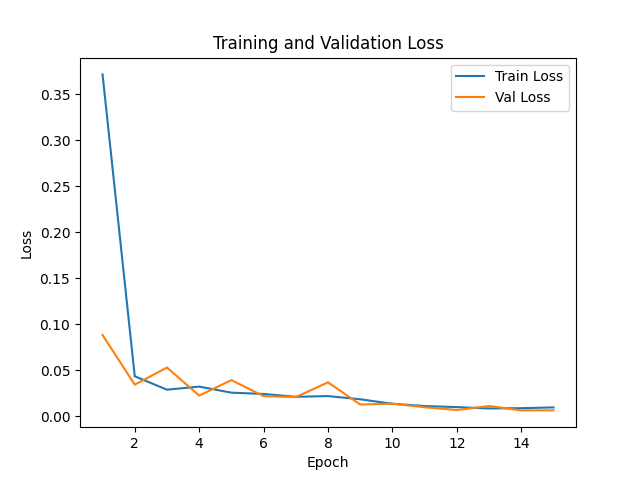 Training and Validation Loss
Train Loss
Val Loss
0.35
0.30
0.25
0.20
0.15
0.10
0.05
0.00
Loss
2 4 6 8 10 12 14
Epoch